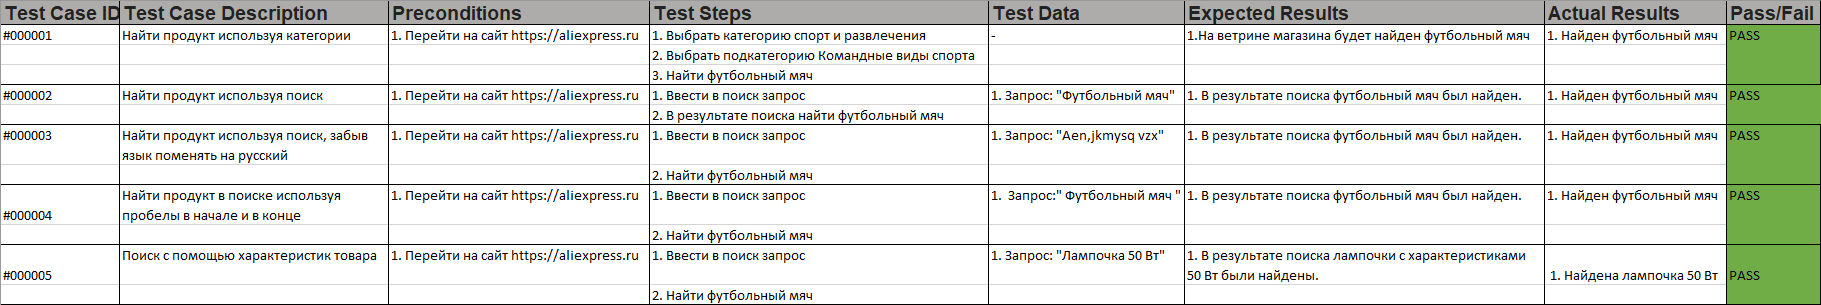 Test Case ID Test Case Description Preconditions Test Steps Test Data Expected Results Actual Results Pass/Fail
#000001 Найти продукт используя категории 1. Перейти на сайт https://aliexpress.ru 1. Выбрать категорию спорт и развлечения - 1.На ветрине магазина будет найден футбольный мяч 1. Найден футбольный мяч PASS
2. Выбрать подкатегорию Командные виды спорта
3. Найти футбольный мяч
#000002 Найти продукт используя поиск 1. Перейти на сайт https://aliexpress.ru 1. Ввести в поиск запрос 1. Запрос: "Футбольный мяч" 1. В результате поиска футбольный мяч был найден. 1. Найден футбольный мяч PASS
2. В результате поиска найти футбольный мяч
#000003 Найти продукт используя поиск, забыв 1. Перейти на сайт https://aliexpress.ru 1. Ввести в поиск запрос 1. Запрос: "Aen,jkmysq vzx" 1. В результате поиска футбольный мяч был найден. 1. Найден футбольный мяч PASS
язык поменять на русский
2. Найти футбольный мяч
Найти продукт в поиске используя 1. Перейти на сайт https://aliexpress.ru 1. Ввести в поиск запрос 1. Запрос:" Футбольный мяч " 1. В результате поиска футбольный мяч был найден. 1. Найден футбольный мяч PASS
#000004 пробелы в начале и в конце
2. Найти футбольный мяч
Поиск с помощью характеристик товара 1. Перейти на сайт https://aliexpress.ru 1. Ввести в поиск запрос 1. Запрос: "Лампочка 50 Вт" 1. В результате поиска лампочки с характеристиками
#000005 50 Вт были найдены. 1. Найдена лампочка 50 Вт PASS
2. Найти футбольный мяч